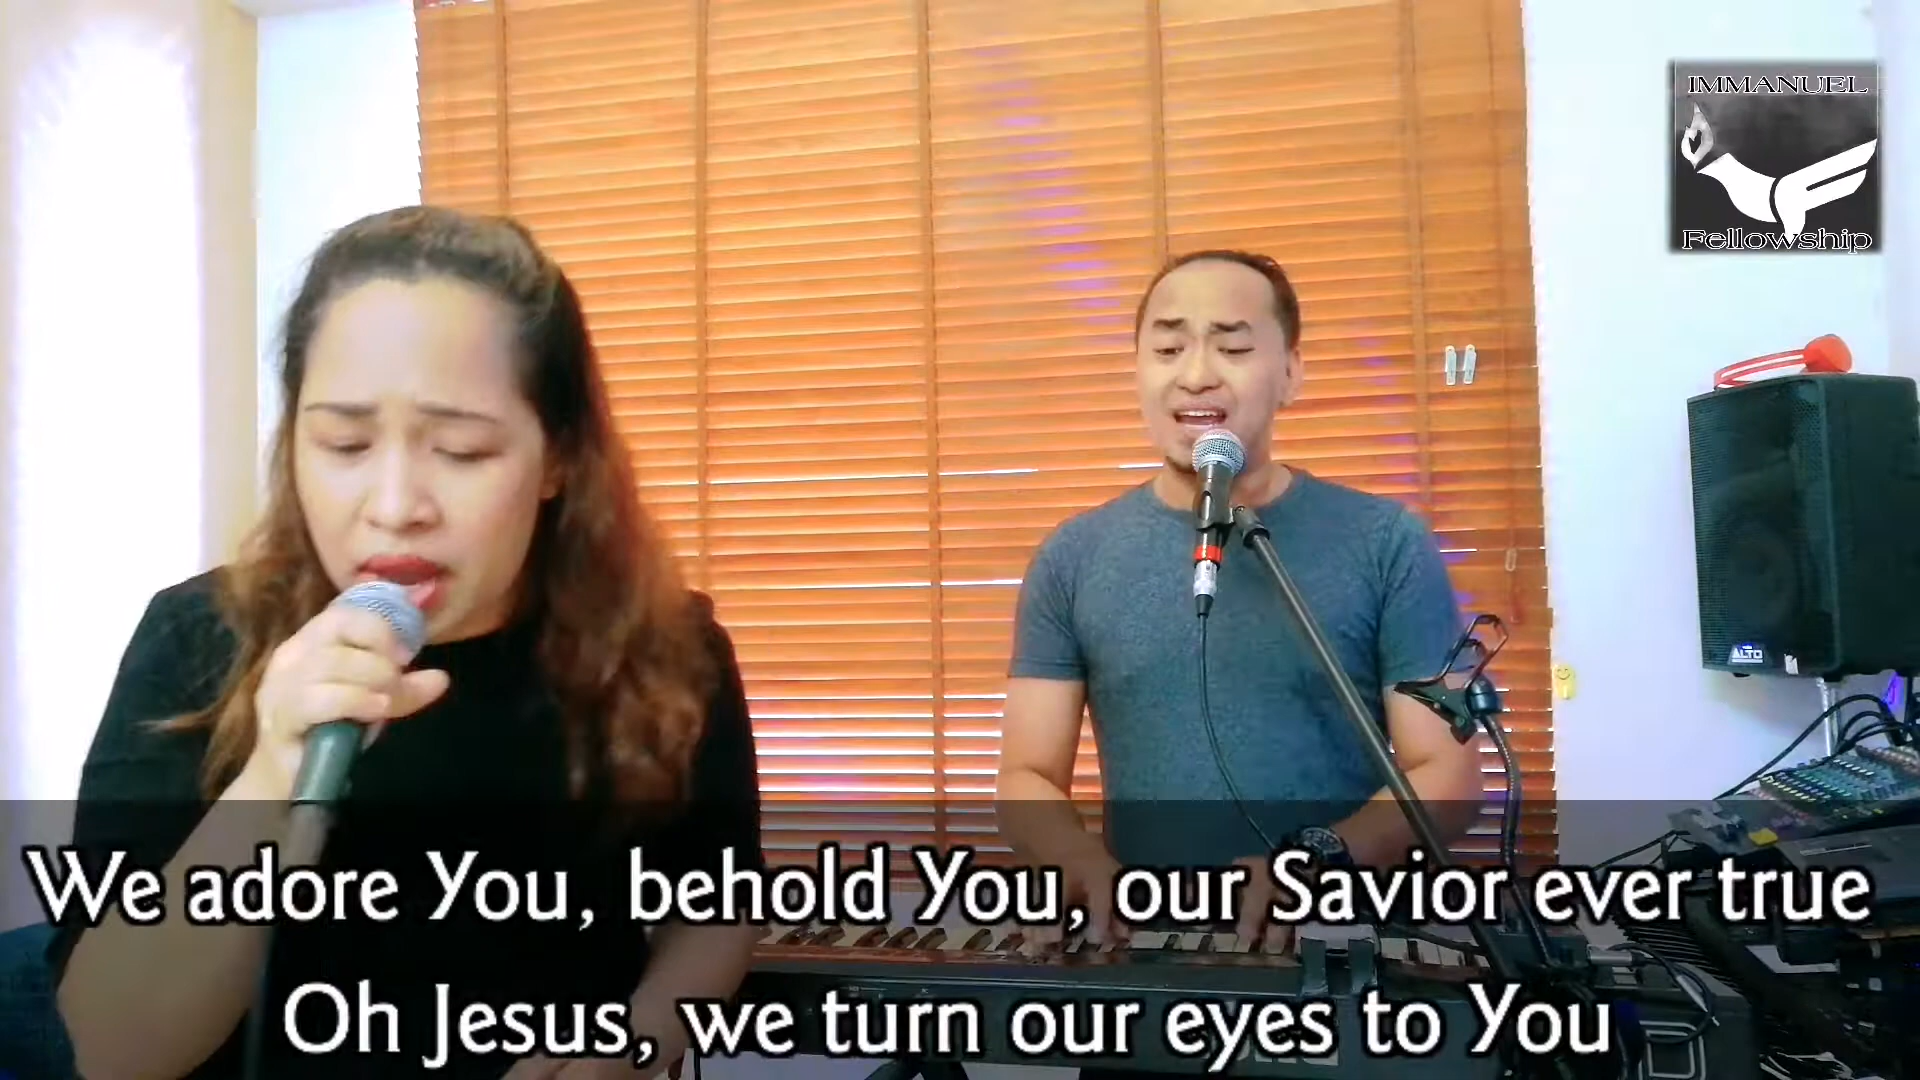 IMMANUEL
Fellowship
ALTO
We adore You, behold You, our Savior ever true
Oh Jesus, we turn our eyes to You